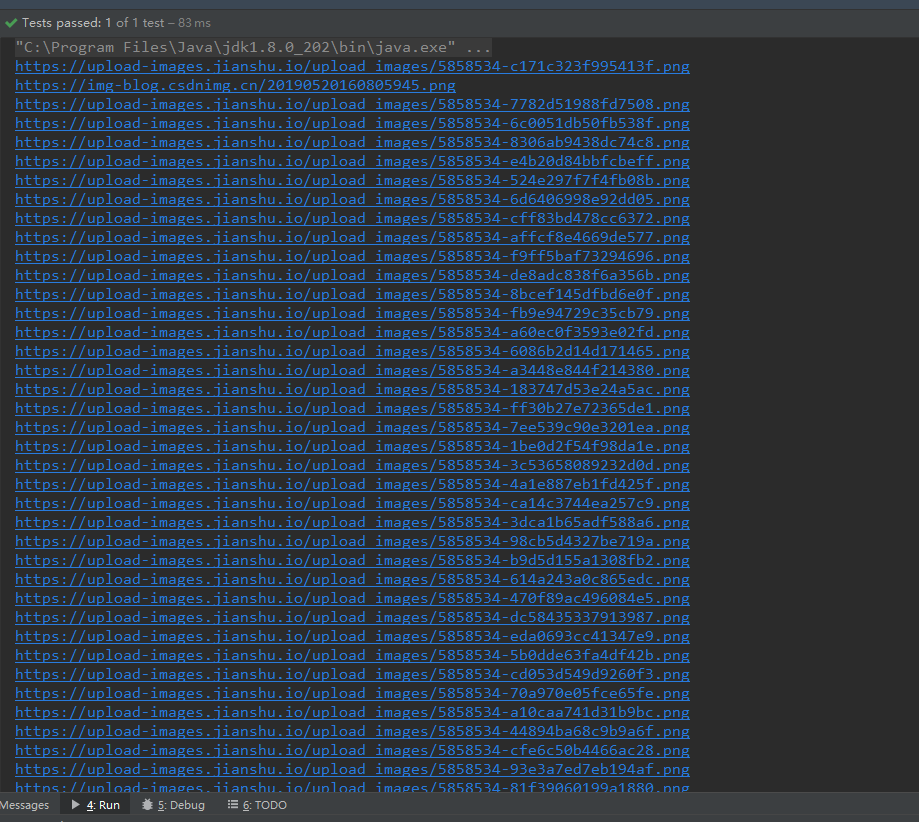 Tests passed: 1 of 1 test – 83 ms
"C:\Program Files\Java\jdk1.8.0_202\bin\java.exe" ...
https://upload-images.jianshu.io/upload_images/5858534-c171c323f995413f.png
https://img-blog.csdnimg.cn/20190520160805945.png
https://upload-images.jianshu.io/upload_images/5858534-7782d51988fd7508.png
https://upload-images.jianshu.io/upload_images/5858534-6c0051db50fb538f.png
https://upload-images.jianshu.io/upload_images/5858534-8306ab9438dc74c8.png
https://upload-images.jianshu.io/upload_images/5858534-e4b20d84bbfcbeff.png
https://upload-images.jianshu.io/upload_images/5858534-524e297f7f4fb08b.png
https://upload-images.jianshu.io/upload_images/5858534-6d6406998e92dd05.png
https://upload-images.jianshu.io/upload_images/5858534-cff83bd478cc6372.png
https://upload-images.jianshu.io/upload_images/5858534-affcf8e4669de577.png
https://upload-images.jianshu.io/upload_images/5858534-f9ff5baf73294696.png
https://upload-images.jianshu.io/upload_images/5858534-de8adc838f6a356b.png
https://upload-images.jianshu.io/upload_images/5858534-8bcef145dfbd6e0f.png
https://upload-images.jianshu.io/upload_images/5858534-fb9e94729c35cb79.png
https://upload-images.jianshu.io/upload_images/5858534-a60ec0f3593e02fd.png
https://upload-images.jianshu.io/upload_images/5858534-6086b2d14d171465.png
https://upload-images.jianshu.io/upload_images/5858534-a3448e844f214380.png
https://upload-images.jianshu.io/upload_images/5858534-183747d53e24a5ac.png
https://upload-images.jianshu.io/upload_images/5858534-ff30b27e72365de1.png
https://upload-images.jianshu.io/upload_images/5858534-7ee539c90e3201ea.png
https://upload-images.jianshu.io/upload_images/5858534-1be0d2f54f98da1e.png
https://upload-images.jianshu.io/upload_images/5858534-3c53658089232d0d.png
https://upload-images.jianshu.io/upload_images/5858534-4a1e887eb1fd425f.png
https://upload-images.jianshu.io/upload_images/5858534-ca14c3744ea257c9.png
https://upload-images.jianshu.io/upload_images/5858534-3dca1b65adf588a6.png
https://upload-images.jianshu.io/upload_images/5858534-98cb5d4327be719a.png
https://upload-images.jianshu.io/upload_images/5858534-b9d5d155a1308fb2.png
https://upload-images.jianshu.io/upload_images/5858534-614a243a0c865edc.png
https://upload-images.jianshu.io/upload_images/5858534-470f89ac496084e5.png
https://upload-images.jianshu.io/upload_images/5858534-dc58435337913987.png
https://upload-images.jianshu.io/upload_images/5858534-eda0693cc41347e9.png
https://upload-images.jianshu.io/upload_images/5858534-5b0dde63fa4df42b.png
https://upload-images.jianshu.io/upload_images/5858534-cd053d549d9260f3.png
https://upload-images.jianshu.io/upload_images/5858534-70a970e05fce65fe.png
https://upload-images.jianshu.io/upload_images/5858534-a10caa741d31b9bc.png
https://upload-images.jianshu.io/upload_images/5858534-44894ba68c9b9a6f.png
https://upload-images.jianshu.io/upload_images/5858534-cfe6c50b4466ac28.png
https://upload-images.jianshu.io/upload_images/5858534-93e3a7ed7eb194af.png
https://upload-images.jianshu.io/upload_images/5858534-81f39060199a1880.png
Messages 4: Run 5: Debug 6: TODO